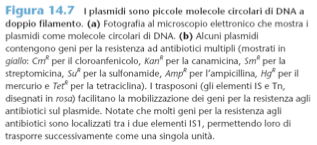 Figura 14.7 I plasmidi sono piccole molecole circolari di DNA a
doppio filamento. (a) Fotografia al microscopio elettronico che mostra i
plasmidi come molecole circolari di DNA. (b) Alcuni plasmidi
contengono geni per la resistenza ad antibiotici multipli (mostrati in
giallo: Cmᴿ per il cloroanfenicolo, Kanᴿ per la canamicina, Smᴿ per la
streptomicina, Suᴿ per la sulfonamide, Ampᴿ per l'ampicillina, Hgᴿ per il
mercurio e Tetᴿ per la tetraciclina). I trasposoni (gli elementi IS e Tn,
disegnati in rosa) facilitano la mobilizzazione dei geni per la resistenza agli
antibiotici sul plasmide. Notate che molti geni per la resistenza agli
antibiotici sono localizzati tra i due elementi IS1, permettendo loro di
trasporre successivamente come una singola unità.